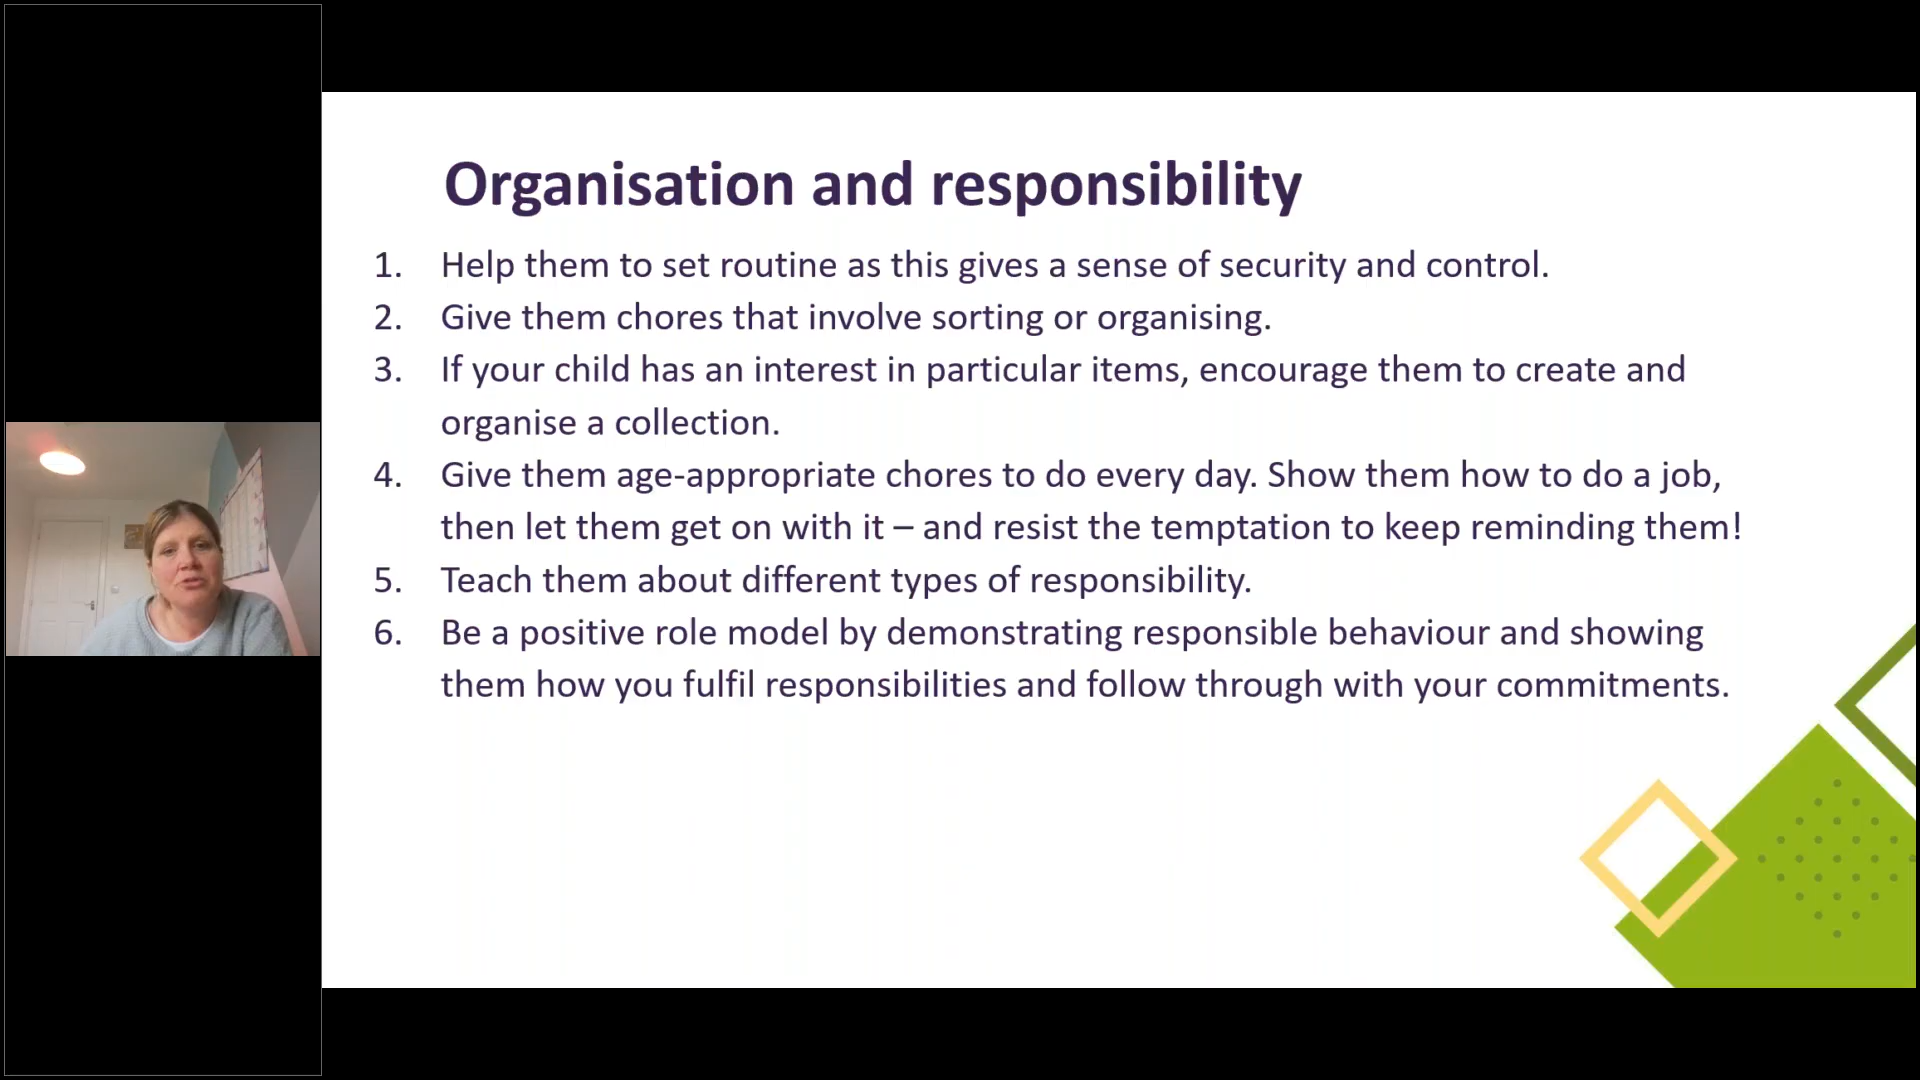 Organisation and responsibility
1. Help them to set routine as this gives a sense of security and control.
2. Give them chores that involve sorting or organising.
3. If your child has an interest in particular items, encourage them to create and
organise a collection.
4. Give them age-appropriate chores to do every day. Show them how to do a job,
then let them get on with it – and resist the temptation to keep reminding them!
5. Teach them about different types of responsibility.
6. Be a positive role model by demonstrating responsible behaviour and showing
them how you fulfil responsibilities and follow through with your commitments.